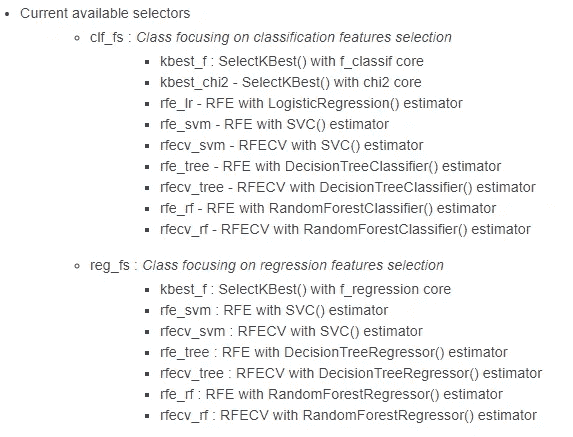 Current available selectors
clf_fs : Class focusing on classification features selection
kbest_f : SelectKBest() with f_classif core
kbest_chi2 - SelectKBest() with chi2 core
rfe_lr - RFE with LogisticRegression() estimator
rfe_svm - RFE with SVC() estimator
rfecv_svm - RFECV with SVC() estimator
rfe_tree - RFE with DecisionTreeClassifier() estimator
rfecv_tree - RFECV with DecisionTreeClassifier() estimator
rfe_rf - RFE with RandomForestClassifier() estimator
rfecv_rf - RFECV with RandomForestClassifier() estimator
reg_fs : Class focusing on regression features selection
kbest_f : SelectKBest() with f_regression core
rfe_svm : RFE with SVC() estimator
rfecv_svm : RFECV with SVC() estimator
rfe_tree : RFE with DecisionTreeRegressor() estimator
rfecv_tree : RFECV with DecisionTreeRegressor() estimator
rfe_rf : RFE with RandomForestRegressor() estimator
rfecv_rf : RFECV with RandomForestRegressor() estimator